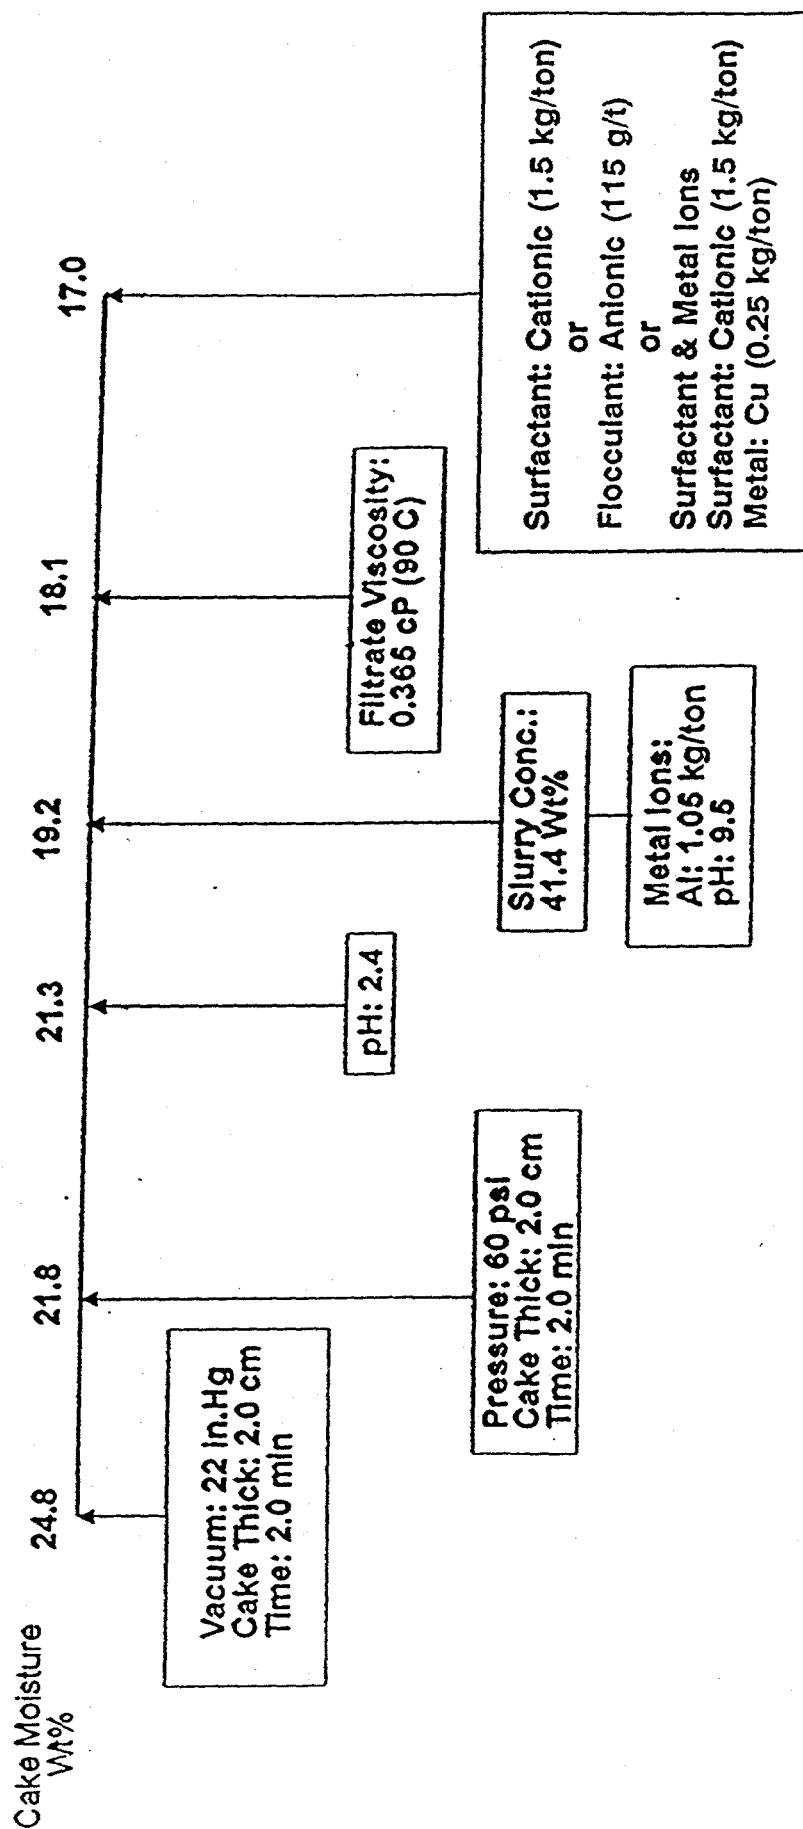 Cake Moisture
Wt%
24.8
21.8
21.3
19.2
18.1
17.0
Vacuum: 22 in.Hg
Cake Thick: 2.0 cm
Time: 2.0 min
Pressure: 60 psi
Cake Thick: 2.0 cm
Time: 2.0 min
pH: 2.4
Slurry Conc.:
41.4 Wt%
Metal Ions:
Al: 1.05 kg/ton
pH: 9.5
Filtrate Viscosity:
0.365 cP (90 C)
Surfactant: Cationic (1.5 kg/ton)
or
Flocculant: Anionic (115 g/t)
or
Surfactant & Metal Ions
Surfactant: Cationic (1.5 kg/ton)
Metal: Cu (0.25 kg/ton)